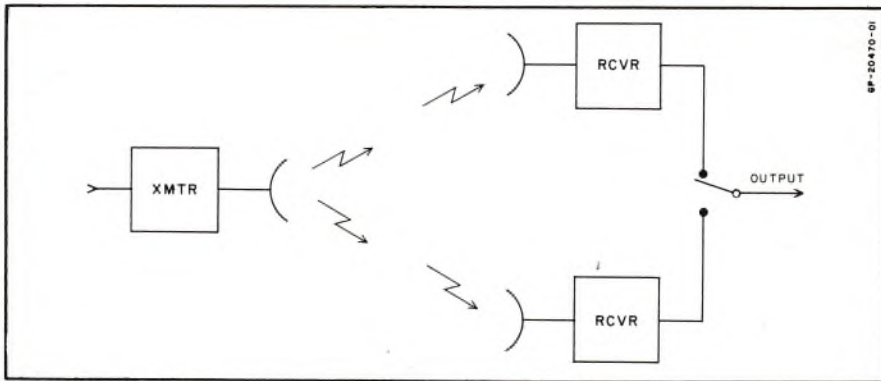 RCVR
GP-20470-01
XMTR
OUTPUT
RCVR